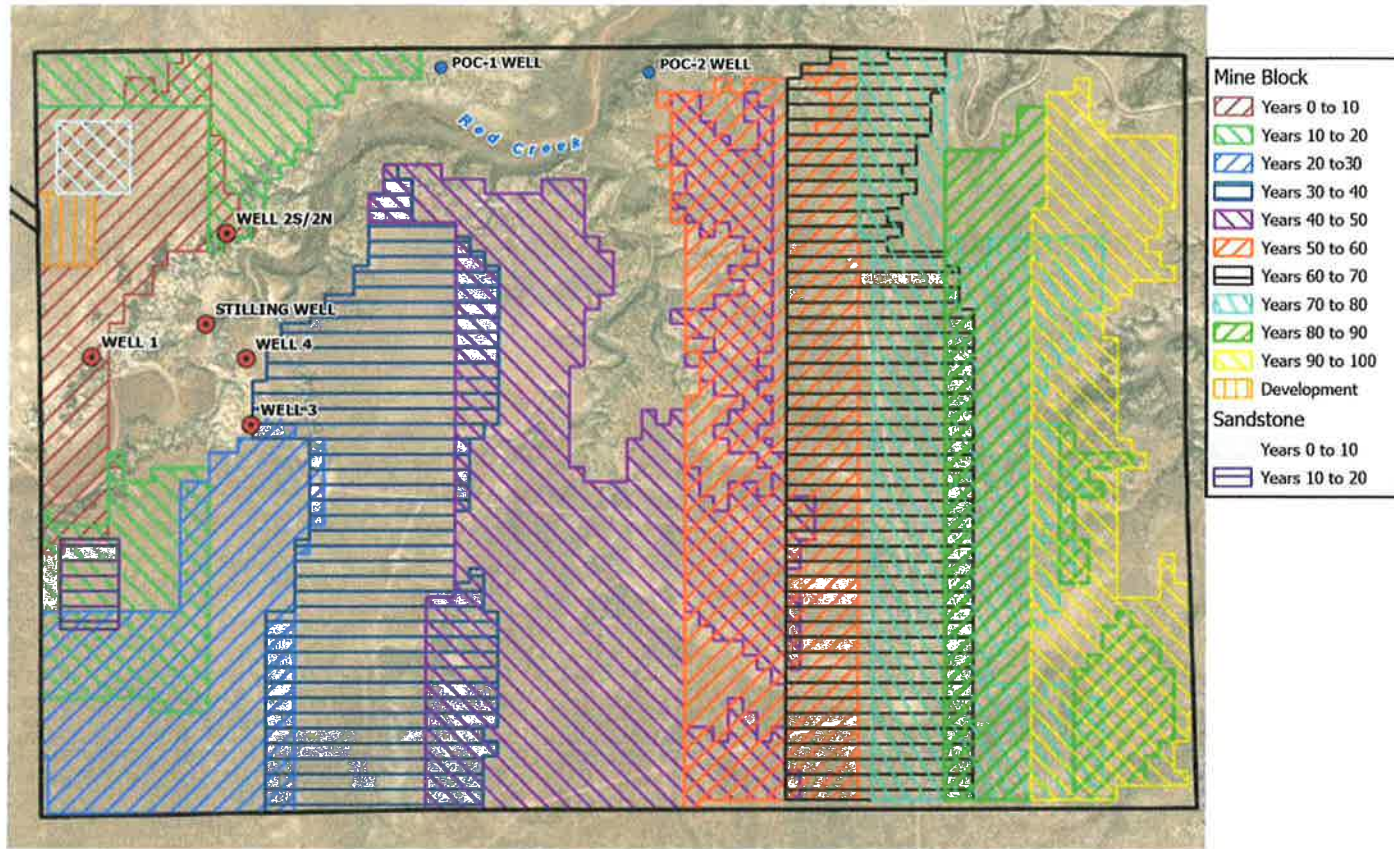 POC-1 WELL
POC-2 WELL
Red Creek
WELL 2S/2N
STILLING WELL
WELL 1
WELL 4
WELL 3
Mine Block
Years 0 to 10
Years 10 to 20
Years 20 to30
Years 30 to 40
Years 40 to 50
Years 50 to 60
Years 60 to 70
Years 70 to 80
Years 80 to 90
Years 90 to 100
Development
Sandstone
Years 0 to 10
Years 10 to 20